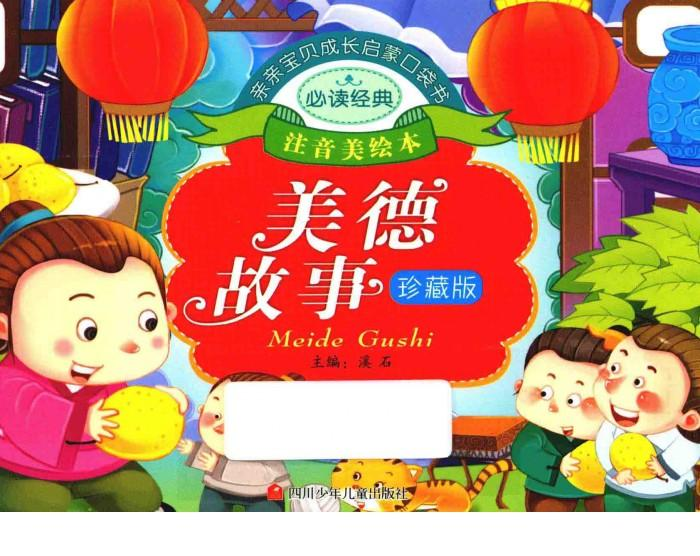 亲亲宝贝成长启蒙口袋书
必读经典
注音美绘本
美德
故事
珍藏版
Meide Gushi
主编：溪石
四川少年儿童出版社